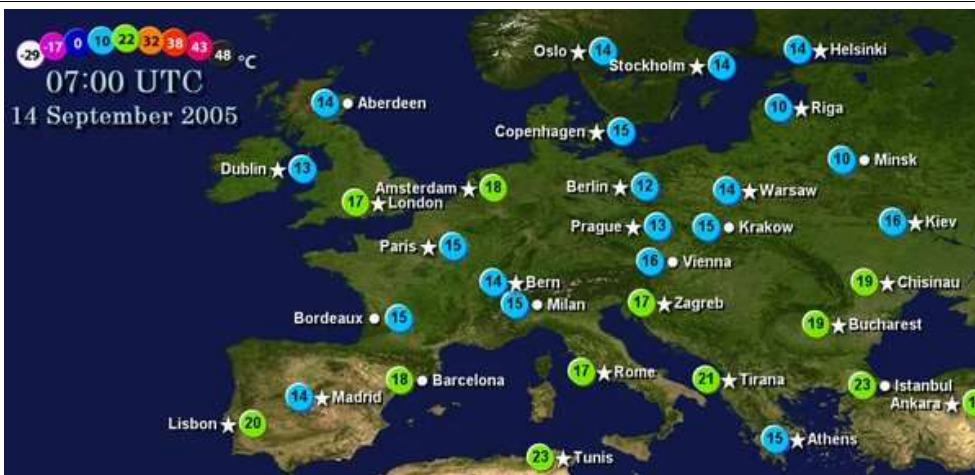 -29 -17 0 10 22 32 38 43 48 °C
07:00 UTC
14 September 2005
Oslo 14
14 Helsinki
Stockholm 14
14 Aberdeen
10 Riga
Copenhagen 15
10 Minsk
Dublin 13
Amsterdam 18
Berlin 12
14 Warsaw
17 London
Prague 13
15 Krakow
16 Kiev
Paris 15
16 Vienna
14 Bern
19 Chisinau
15 Milan
17 Zagreb
Bordeaux 15
19 Bucharest
17 Rome
18 Barcelona
21 Tirana
23 Istanbul
14 Madrid
Ankara
Lisbon 20
15 Athens
23 Tunis